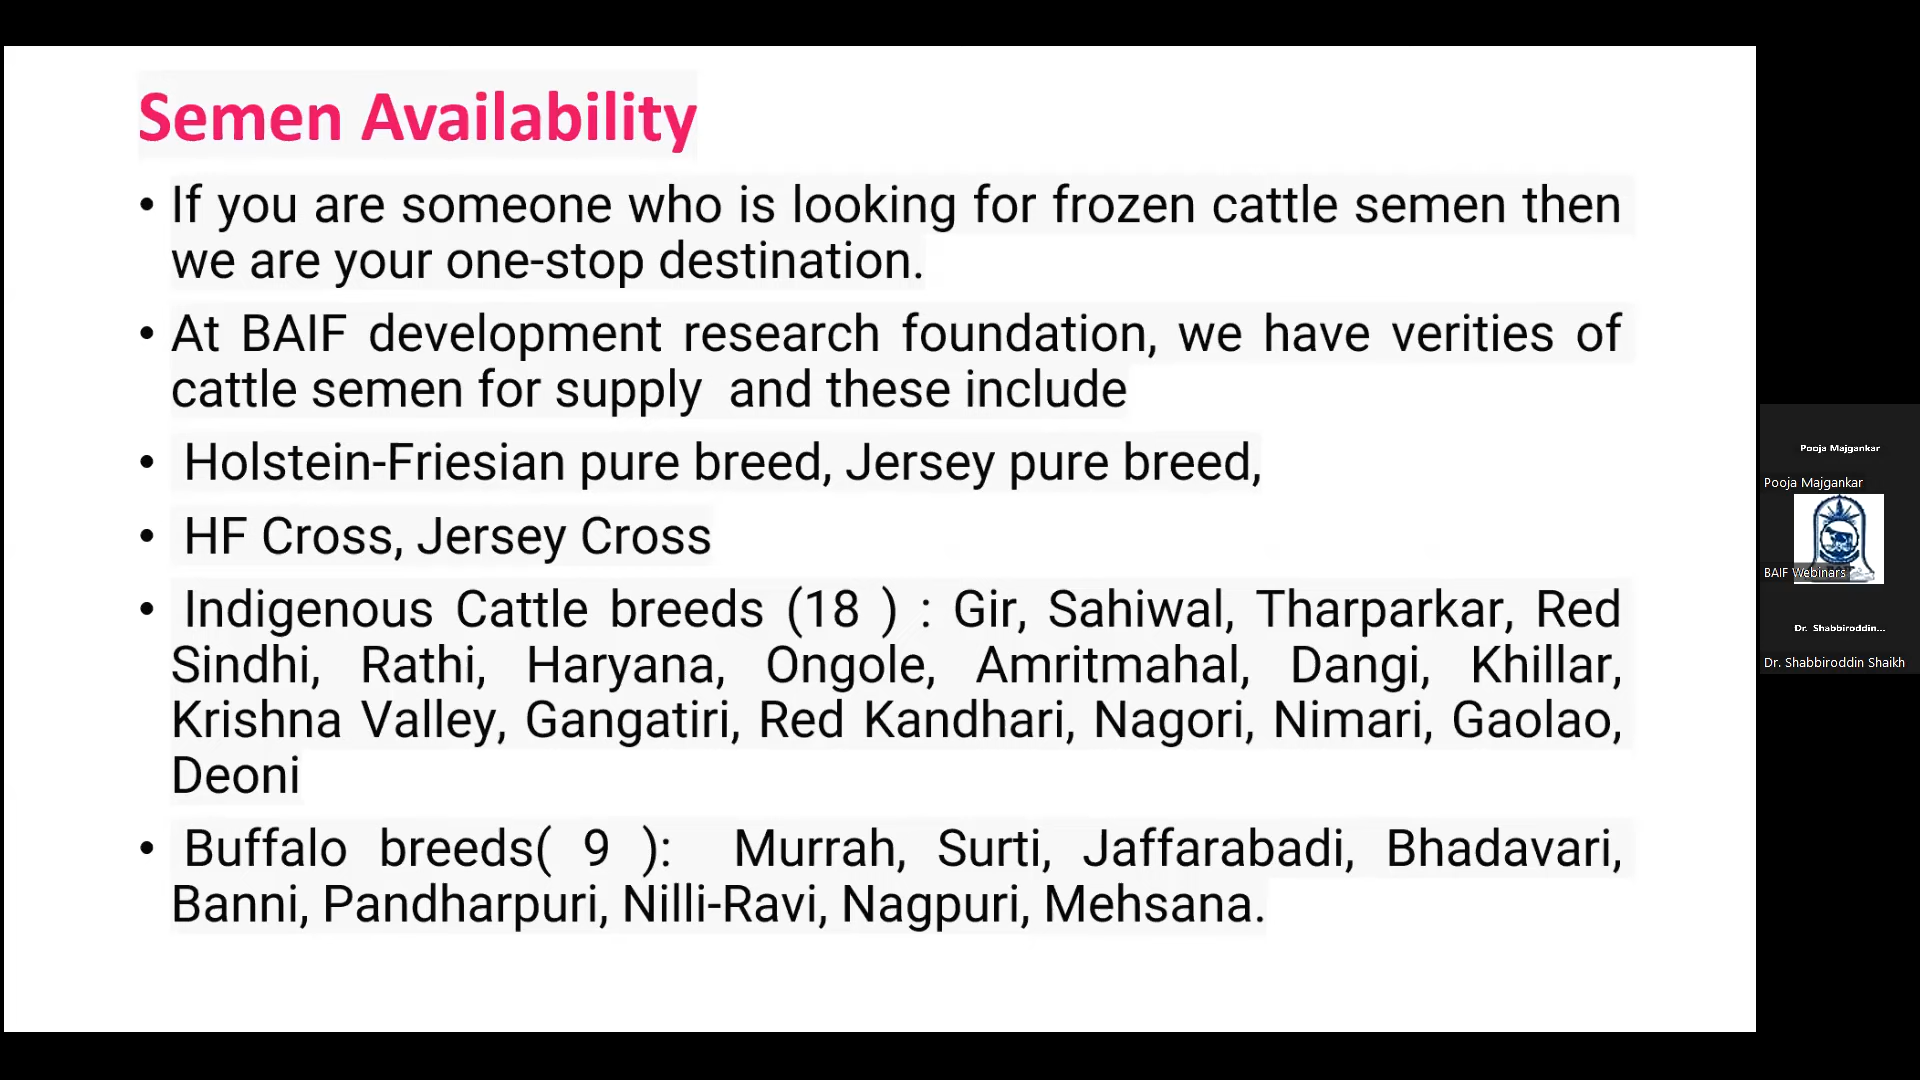 Semen Availability
• If you are someone who is looking for frozen cattle semen then
we are your one-stop destination.
• At BAIF development research foundation, we have verities of
cattle semen for supply  and these include
• Holstein-Friesian pure breed, Jersey pure breed,
• HF Cross, Jersey Cross
• Indigenous Cattle breeds (18 ) : Gir, Sahiwal, Tharparkar, Red
Sindhi, Rathi, Haryana, Ongole, Amritmahal, Dangi, Khillar,
Krishna Valley, Gangatiri, Red Kandhari, Nagori, Nimari, Gaolao,
Deoni
• Buffalo breeds( 9 ):  Murrah, Surti, Jaffarabadi, Bhadavari,
Banni, Pandharpuri, Nilli-Ravi, Nagpuri, Mehsana.
Pooja Majgankar
Pooja Majgankar
BAIF Webinars
Dr. Shabbiroddin...
Dr. Shabbiroddin Shaikh